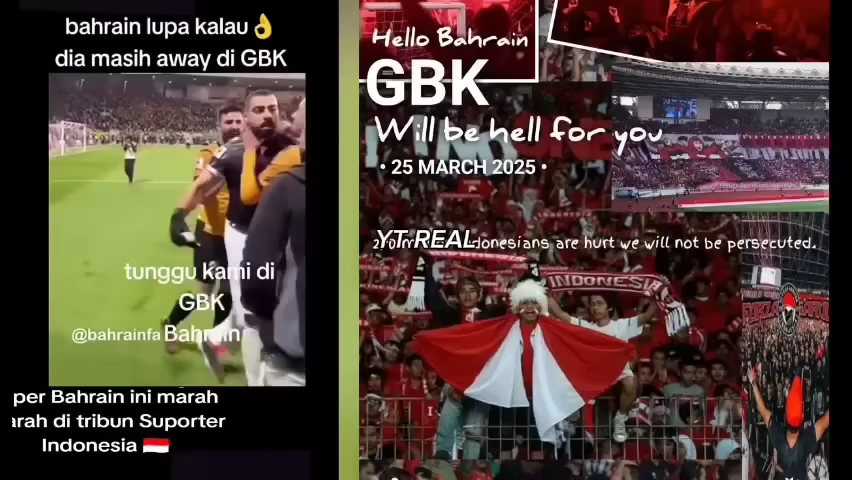 bahrain lupa kalau👌
dia masih away di GBK
tunggu kami di
GBK
@bahrainfa Bahrain
per Bahrain ini marah
arah di tribun Suporter
Indonesia 🇮🇩
Hello Bahrain
GBK
Will be hell for you
• 25 MARCH 2025 •
YT REAL
donesians are hurt we will not be persecuted.
INDONESIA